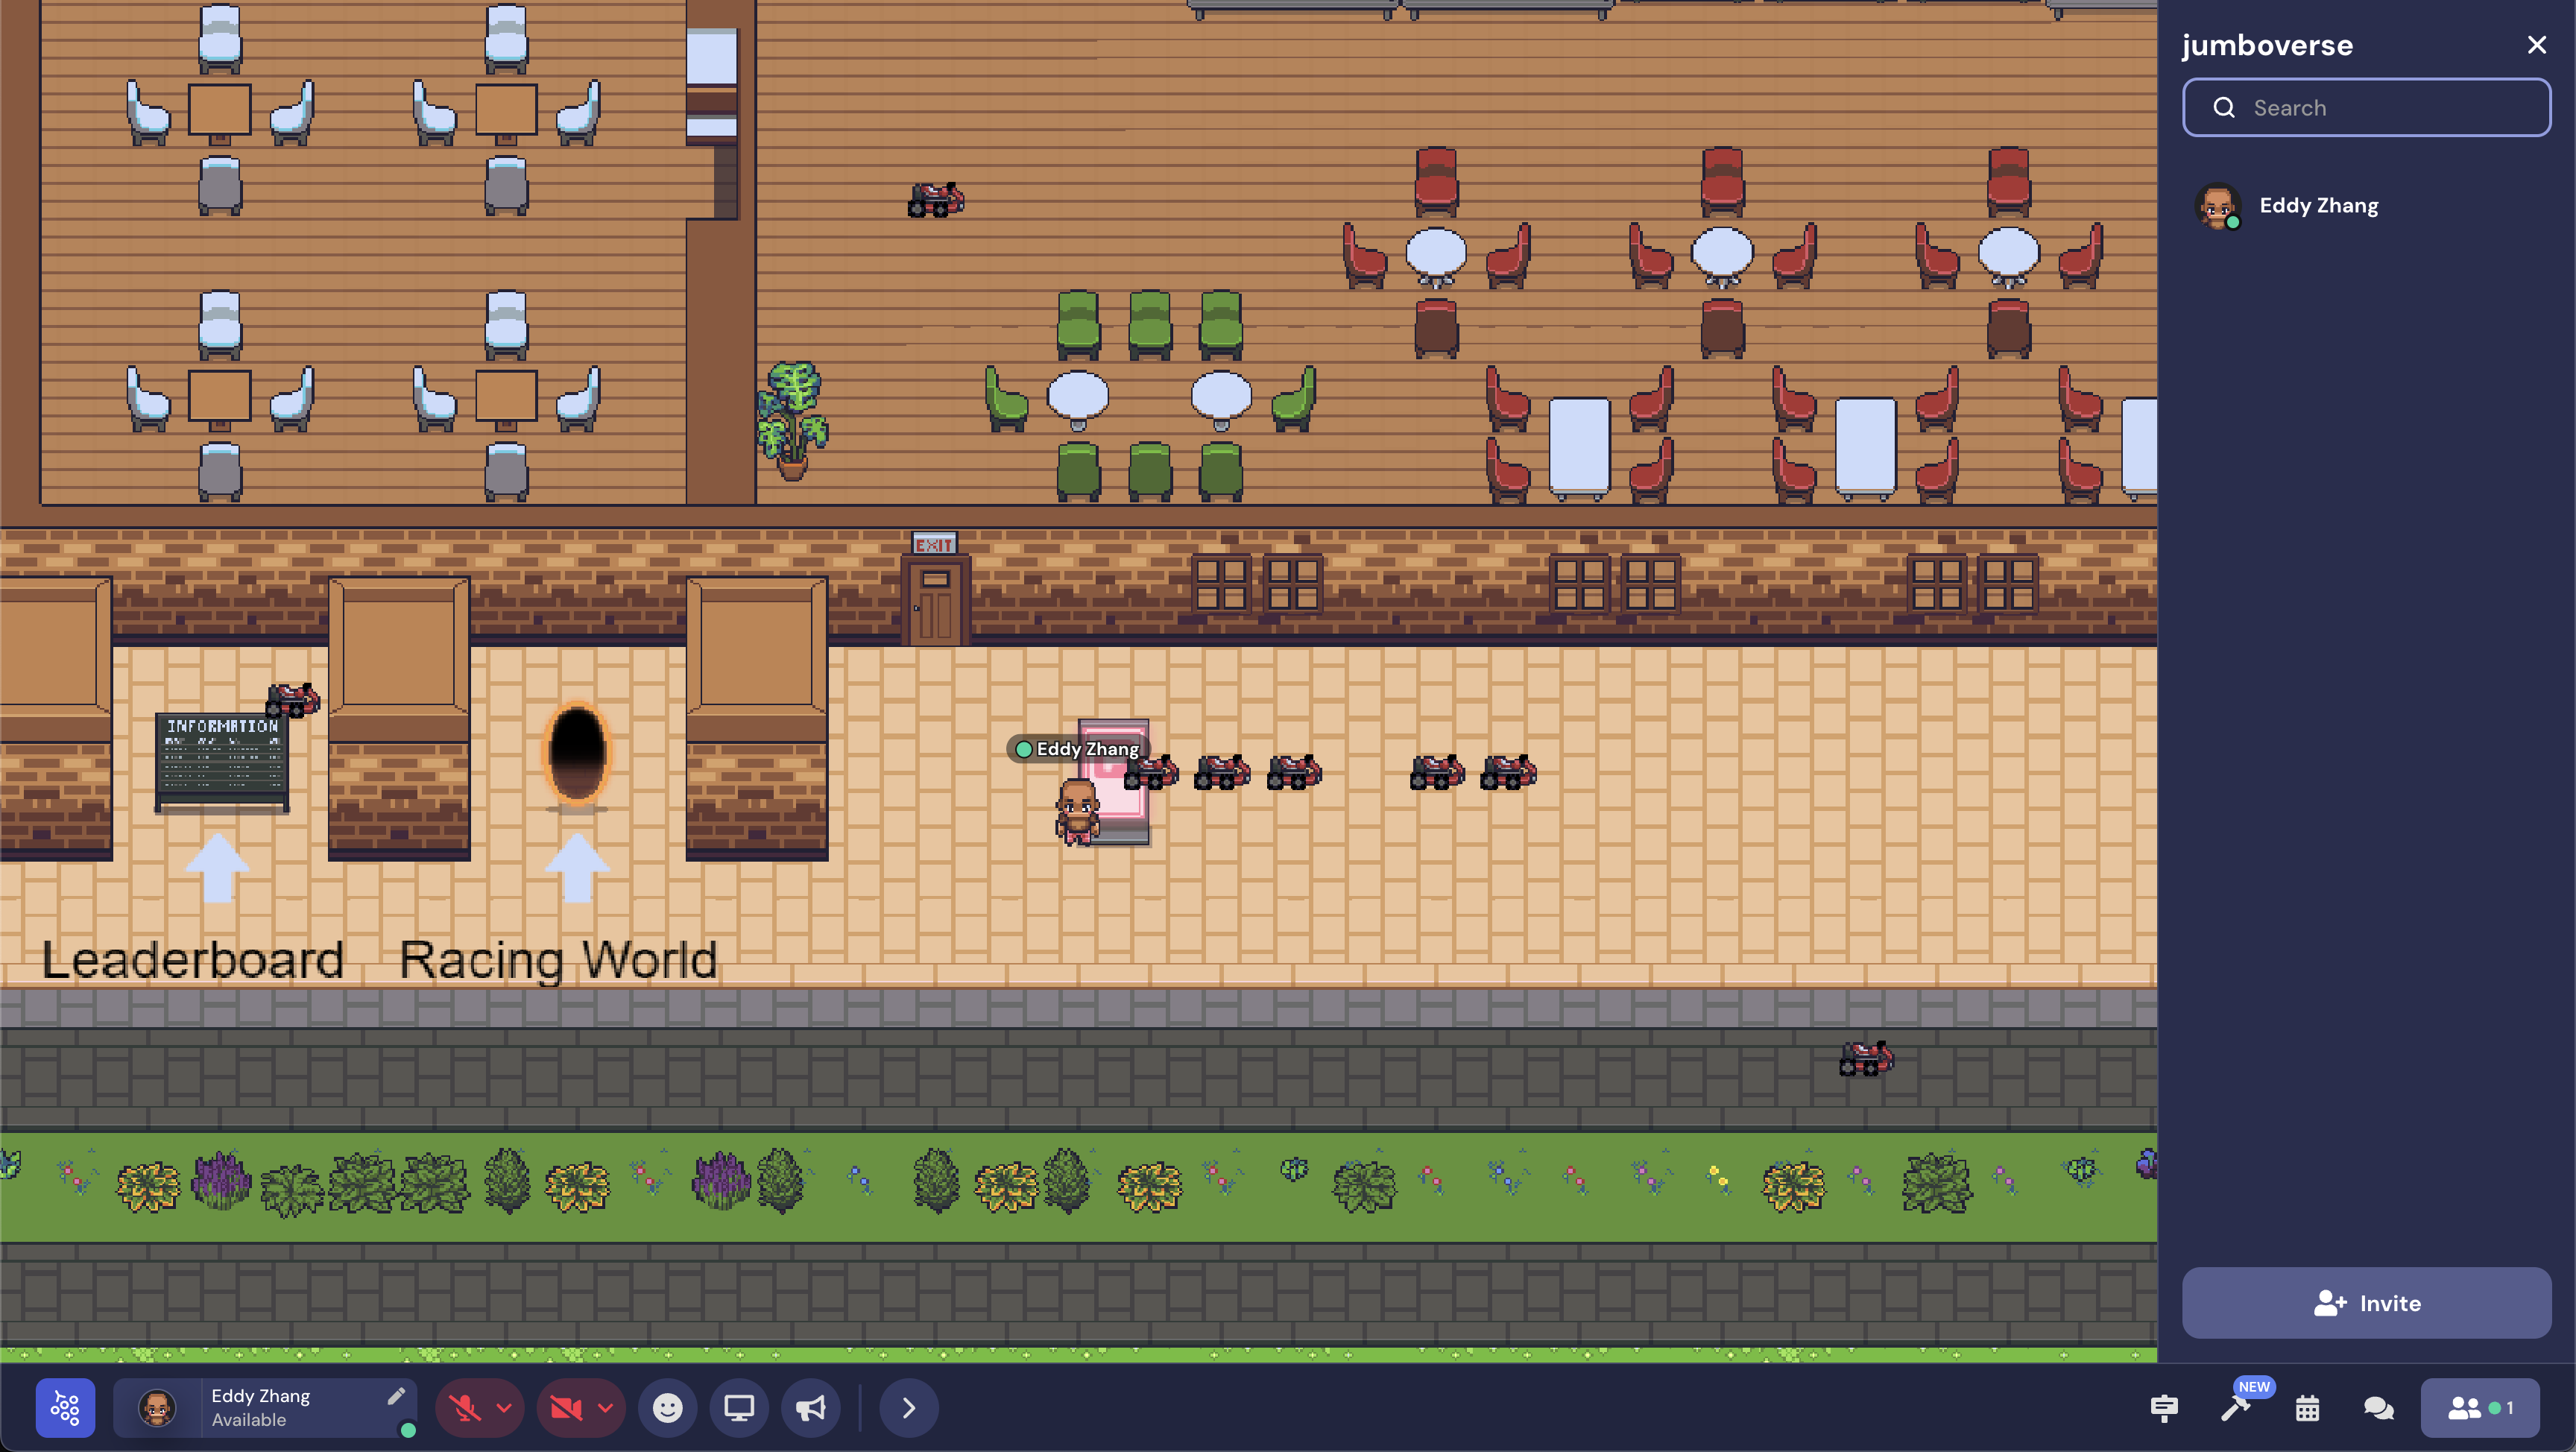 jumboverse
Search
Eddy Zhang
EXIT
INFORMATION
Eddy Zhang
Leaderboard
Racing World
Invite
Eddy Zhang
Available
NEW
1